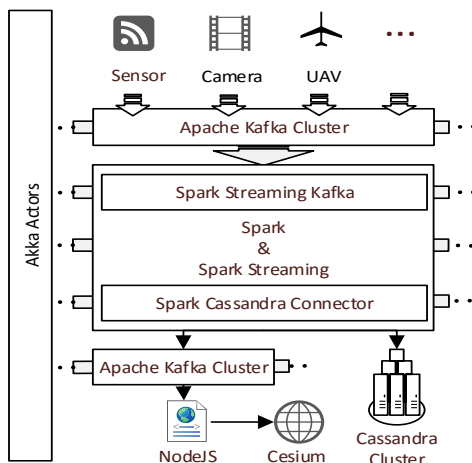 Sensor
Camera
UAV
...
Apache Kafka Cluster
Akka Actors
Spark Streaming Kafka
Spark
&
Spark Streaming
Spark Cassandra Connector
Apache Kafka Cluster
NodeJS
Cesium
Cassandra
Cluster